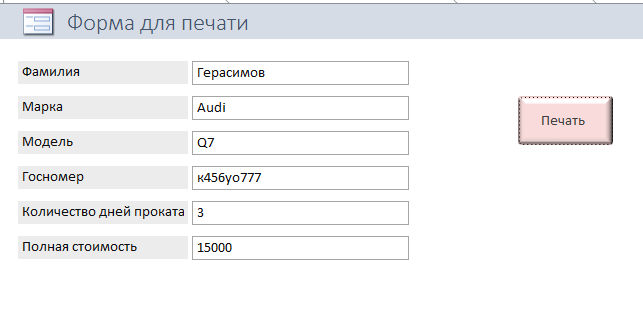 Форма для печати
Фамилия Герасимов
Марка Audi
Печать
Модель Q7
Госномер к456уо777
Количество дней проката 3
Полная стоимость 15000